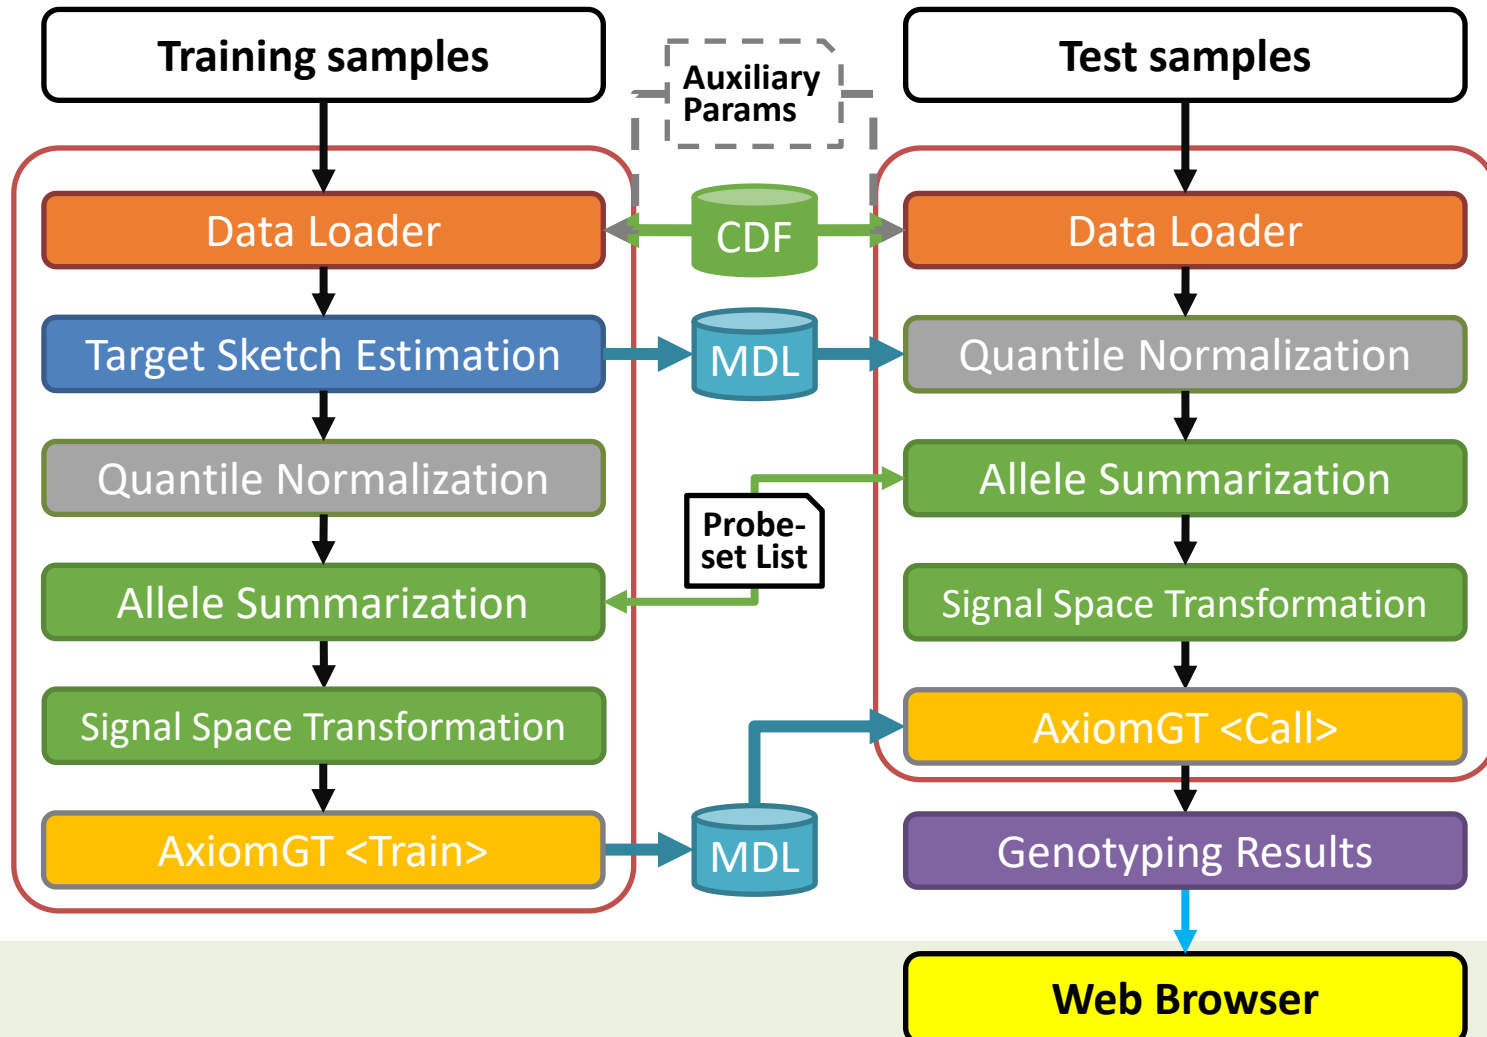 Training samples
Auxiliary
Params
Test samples
Data Loader
CDF
Data Loader
Target Sketch Estimation
MDL
Quantile Normalization
Quantile Normalization
Allele Summarization
Probe-
set List
Allele Summarization
Signal Space Transformation
Signal Space Transformation
AxiomGT <Call>
AxiomGT <Train>
MDL
Genotyping Results
Web Browser